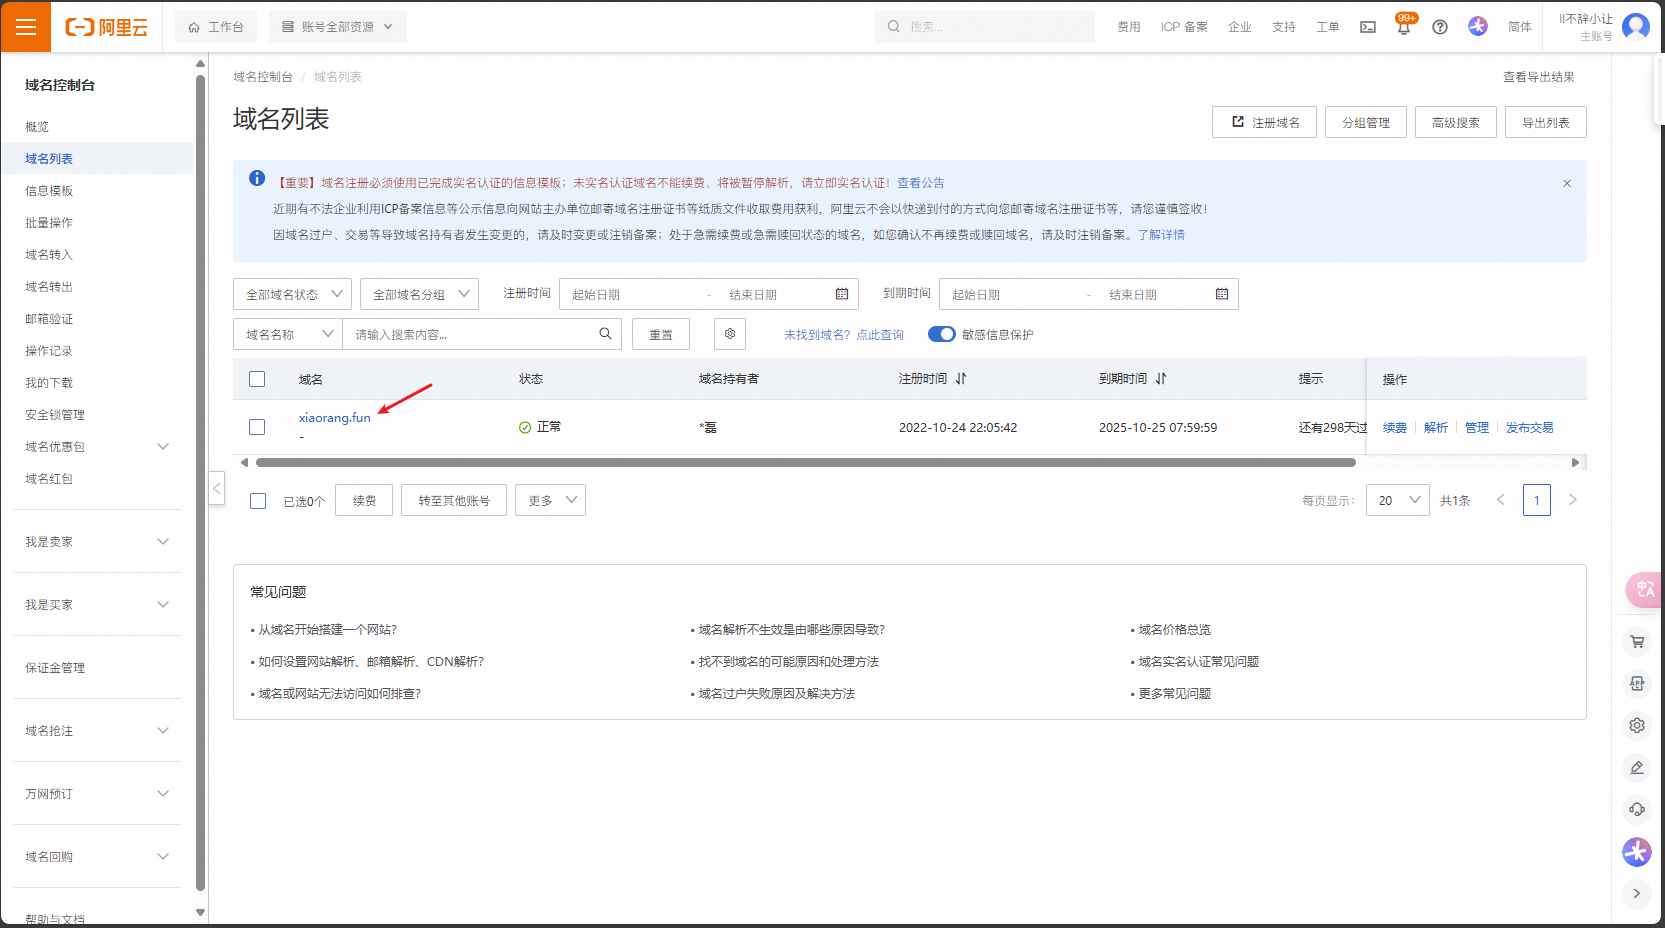 阿里云
工作台
账号全部资源
搜索...
费用
ICP 备案
企业
支持
工单
99+
简体
ll不辞小让
主账号
域名控制台
概览
域名列表
信息模板
批量操作
域名转入
域名转出
邮箱验证
操作记录
我的下载
安全锁管理
域名优惠包
域名红包
我是卖家
我是买家
保证金管理
域名抢注
万网预订
域名回购
帮助与文档
域名控制台 / 域名列表
查看导出结果
域名列表
注册域名
分组管理
高级搜索
导出列表
【重要】域名注册必须使用已完成实名认证的信息模板；未实名认证域名不能续费、将被暂停解析，请立即实名认证！查看公告
近期有不法企业利用ICP备案信息等公示信息向网站主办单位邮寄域名注册证书等纸质文件收取费用获利，阿里云不会以快递到付的方式向您邮寄域名注册证书等，请您谨慎签收！
因域名过户、交易等导致域名持有者发生变更的，请及时变更或注销备案；处于急需续费或急需赎回状态的域名，如您确认不再续费或赎回域名，请及时注销备案。了解详情
全部域名状态
全部域名分组
注册时间
起始日期 - 结束日期
到期时间
起始日期 - 结束日期
域名名称
请输入搜索内容...
重置
未找到域名？点此查询
敏感信息保护
域名
状态
域名持有者
注册时间
到期时间
提示
操作
xiaorang.fun
-
正常
*磊
2022-10-24 22:05:42
2025-10-25 07:59:59
还有298天过
续费
解析
管理
发布交易
已选0个
续费
转至其他账号
更多
每页显示：
20
共1条
1
常见问题
• 从域名开始搭建一个网站?
• 域名解析不生效是由哪些原因导致?
• 域名价格总览
• 如何设置网站解析、邮箱解析、CDN解析?
• 找不到域名的可能原因和处理方法
• 域名实名认证常见问题
• 域名或网站无法访问如何排查?
• 域名过户失败原因及解决方法
• 更多常见问题